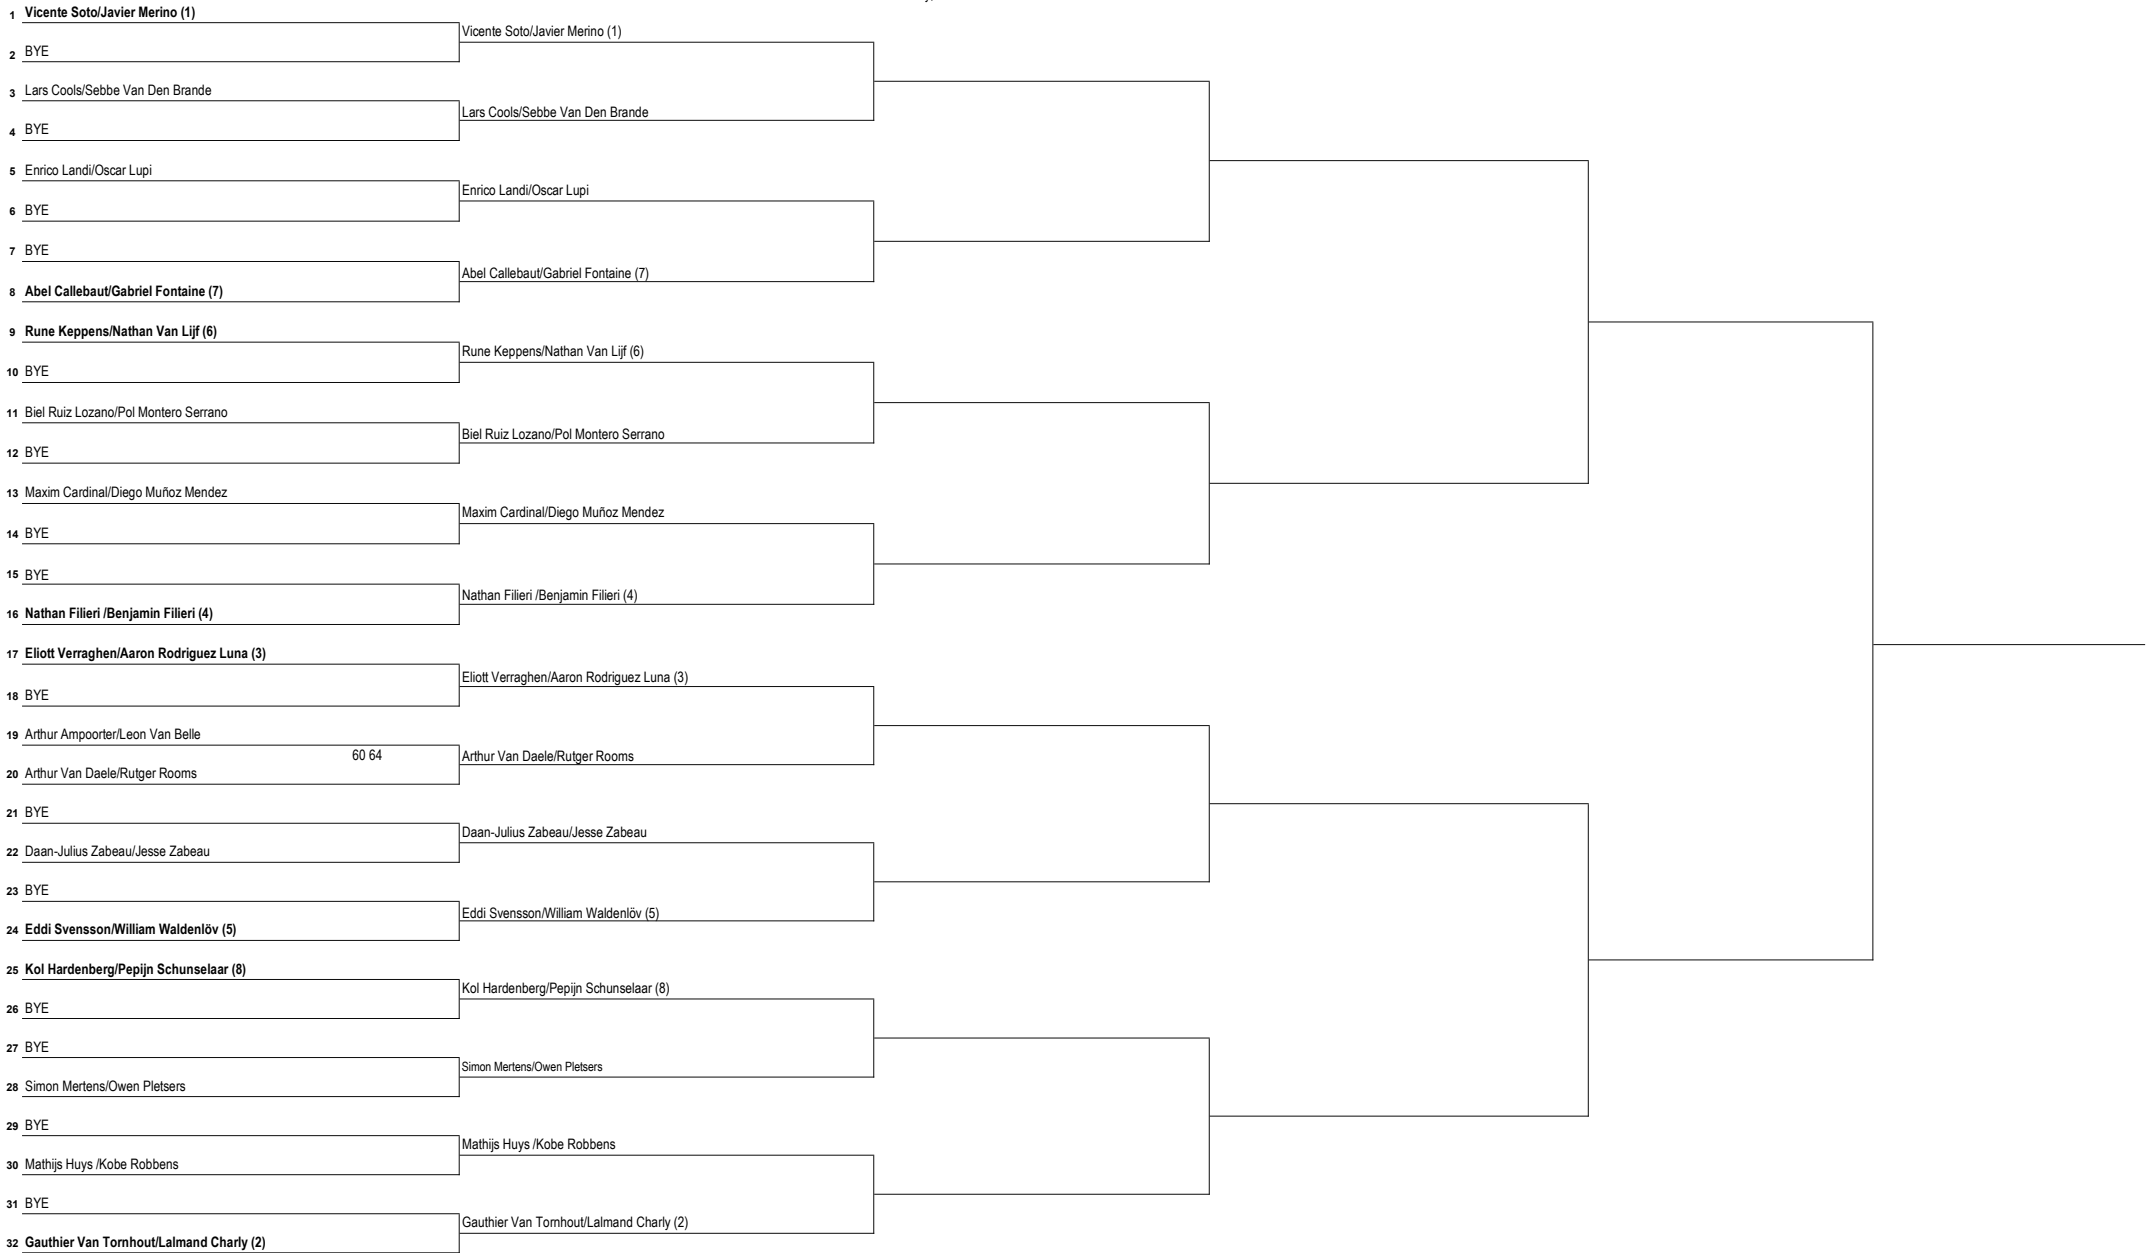 1 Vicente Soto/Javier Merino (1)
Vicente Soto/Javier Merino (1)
2 BYE
3 Lars Cools/Sebbe Van Den Brande
Lars Cools/Sebbe Van Den Brande
4 BYE
5 Enrico Landi/Oscar Lupi
Enrico Landi/Oscar Lupi
6 BYE
7 BYE
Abel Callebaut/Gabriel Fontaine (7)
8 Abel Callebaut/Gabriel Fontaine (7)
9 Rune Keppens/Nathan Van Lijf (6)
Rune Keppens/Nathan Van Lijf (6)
10 BYE
11 Biel Ruiz Lozano/Pol Montero Serrano
Biel Ruiz Lozano/Pol Montero Serrano
12 BYE
13 Maxim Cardinal/Diego Muñoz Mendez
Maxim Cardinal/Diego Muñoz Mendez
14 BYE
15 BYE
Nathan Filieri /Benjamin Filieri (4)
16 Nathan Filieri /Benjamin Filieri (4)
17 Eliott Verraghen/Aaron Rodriguez Luna (3)
Eliott Verraghen/Aaron Rodriguez Luna (3)
18 BYE
19 Arthur Ampoorter/Leon Van Belle
60 64
Arthur Van Daele/Rutger Rooms
20 Arthur Van Daele/Rutger Rooms
21 BYE
Daan-Julius Zabeau/Jesse Zabeau
22 Daan-Julius Zabeau/Jesse Zabeau
23 BYE
Eddi Svensson/William Waldenlöv (5)
24 Eddi Svensson/William Waldenlöv (5)
25 Kol Hardenberg/Pepijn Schunselaar (8)
Kol Hardenberg/Pepijn Schunselaar (8)
26 BYE
27 BYE
Simon Mertens/Owen Pletsers
28 Simon Mertens/Owen Pletsers
29 BYE
Mathijs Huys /Kobe Robbens
30 Mathijs Huys /Kobe Robbens
31 BYE
Gauthier Van Tornhout/Lalmand Charly (2)
32 Gauthier Van Tornhout/Lalmand Charly (2)